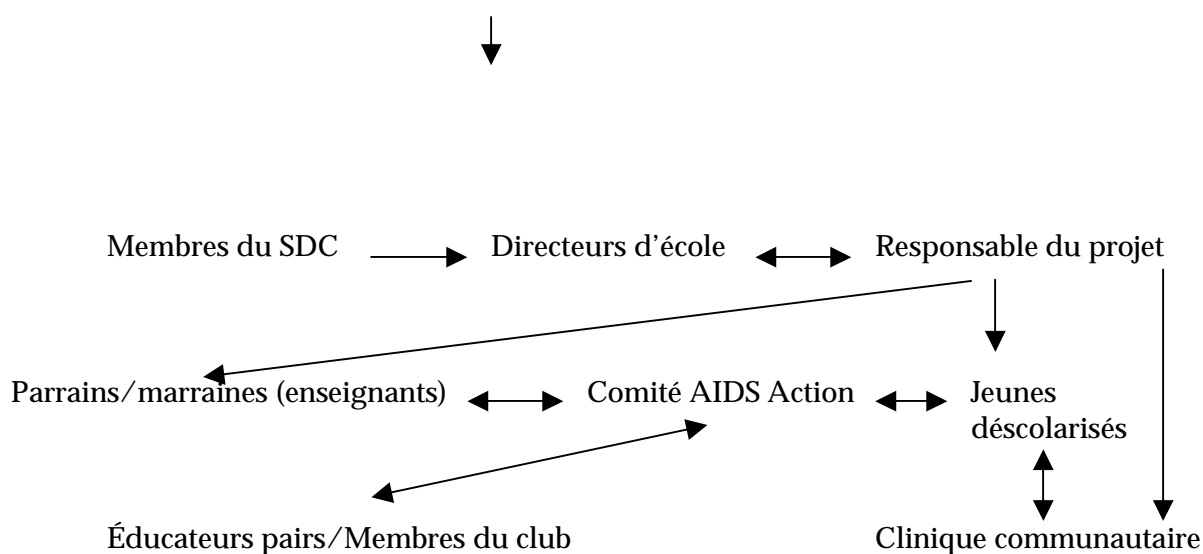 Membres du SDC Directeurs d'école Responsable du projet
Parrains/marraines (enseignants) Comité AIDS Action Jeunes
déscolarisés
Éducateurs pairs/Membres du club Clinique communautaire